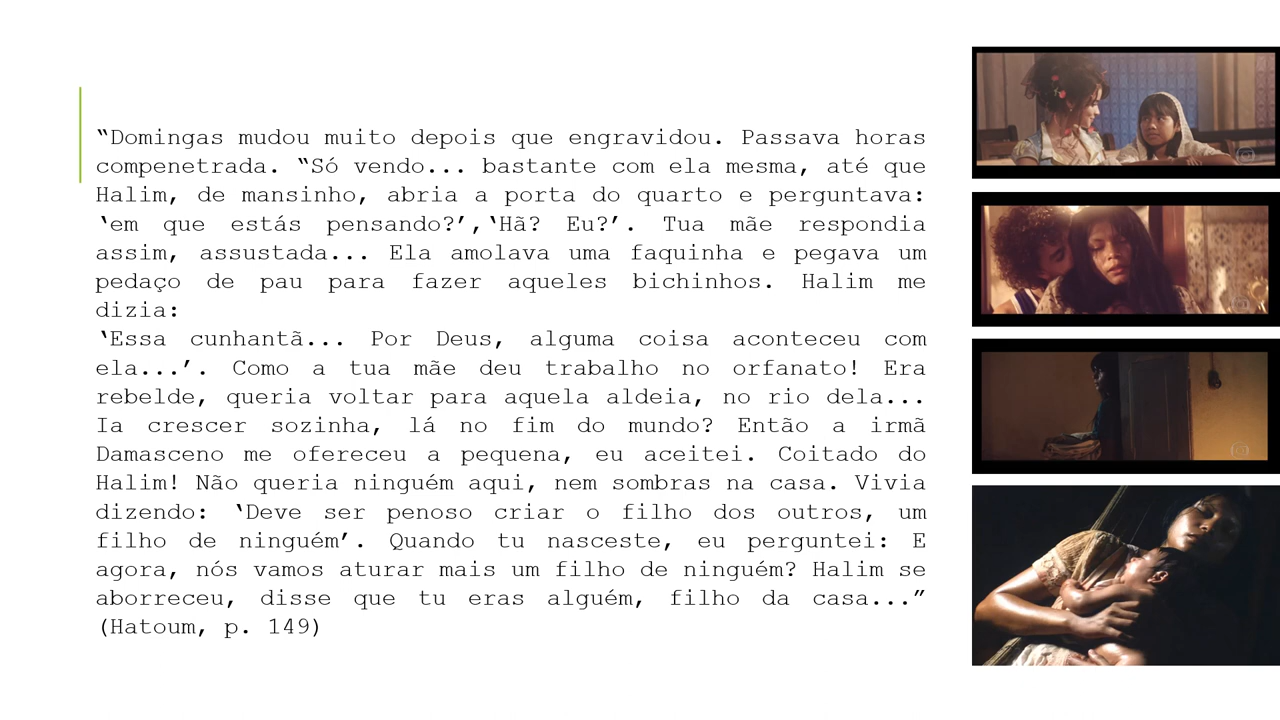 “Domingas mudou muito depois que engravidou. Passava horas
compenetrada. “Só vendo... bastante com ela mesma, até que
Halim, de mansinho, abria a porta do quarto e perguntava:
‘em que estás pensando?’,‘Hã? Eu?’. Tua mãe respondia
assim, assustada... Ela amolava uma faquinha e pegava um
pedaço de pau para fazer aqueles bichinhos. Halim me
dizia:
‘Essa cunhantã... Por Deus, alguma coisa aconteceu com
ela...’. Como a tua mãe deu trabalho no orfanato! Era
rebelde, queria voltar para aquela aldeia, no rio dela...
Ia crescer sozinha, lá no fim do mundo? Então a irmã
Damasceno me ofereceu a pequena, eu aceitei. Coitado do
Halim! Não queria ninguém aqui, nem sombras na casa. Vivia
dizendo: ‘Deve ser penoso criar o filho dos outros, um
filho de ninguém’. Quando tu nasceste, eu perguntei: E
agora, nós vamos aturar mais um filho de ninguém? Halim se
aborreceu, disse que tu eras alguém, filho da casa...”
(Hatoum, p. 149)